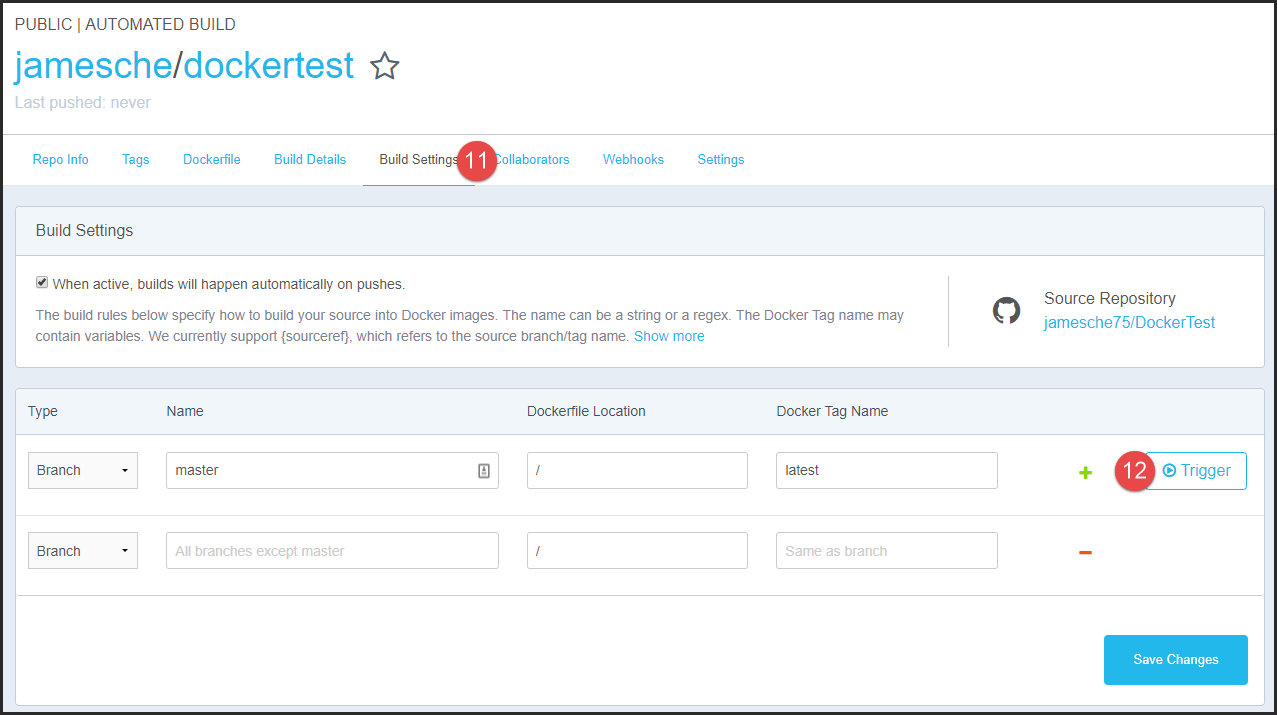 PUBLIC | AUTOMATED BUILD
jamesche/dockertest
Last pushed: never
Repo Info Tags Dockerfile Build Details Build Settings 11 Collaborators Webhooks Settings
Build Settings
When active, builds will happen automatically on pushes.
The build rules below specify how to build your source into Docker images. The name can be a string or a regex. The Docker Tag name may
contain variables. We currently support {sourceref}, which refers to the source branch/tag name. Show more
Source Repository
jamesche75/DockerTest
Type Name Dockerfile Location Docker Tag Name
Branch master / latest + 12 Trigger
Branch All branches except master / Same as branch −
Save Changes